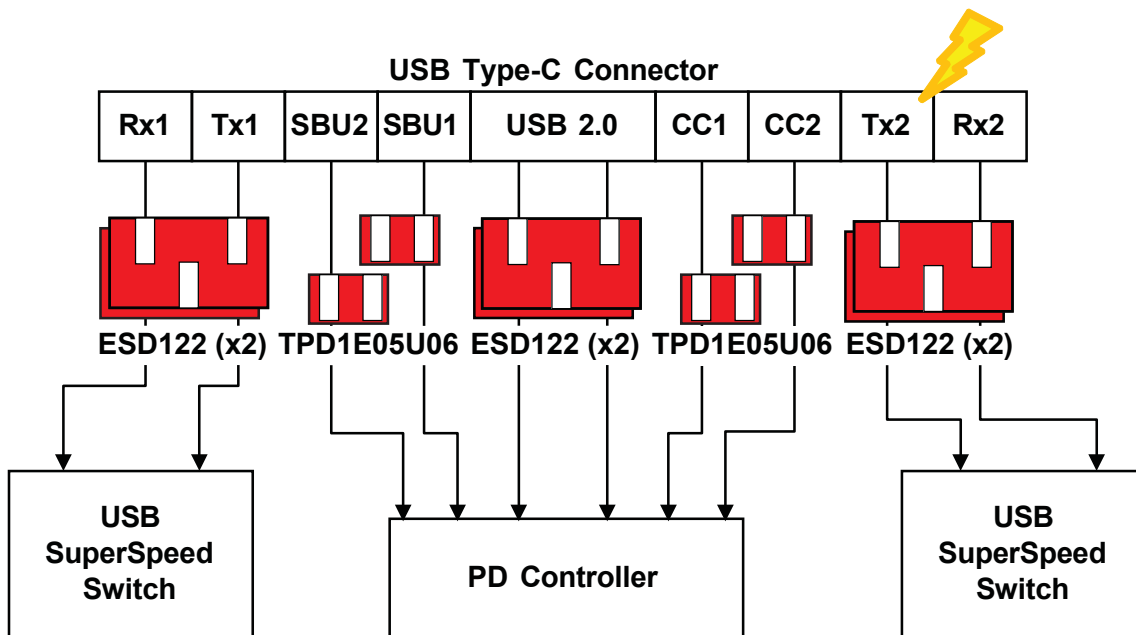 USB Type-C Connector
Rx1 Tx1 SBU2 SBU1 USB 2.0 CC1 CC2 Tx2 Rx2
ESD122 (x2) TPD1E05U06 ESD122 (x2) TPD1E05U06 ESD122 (x2)
USB
SuperSpeed
Switch
PD Controller
USB
SuperSpeed
Switch